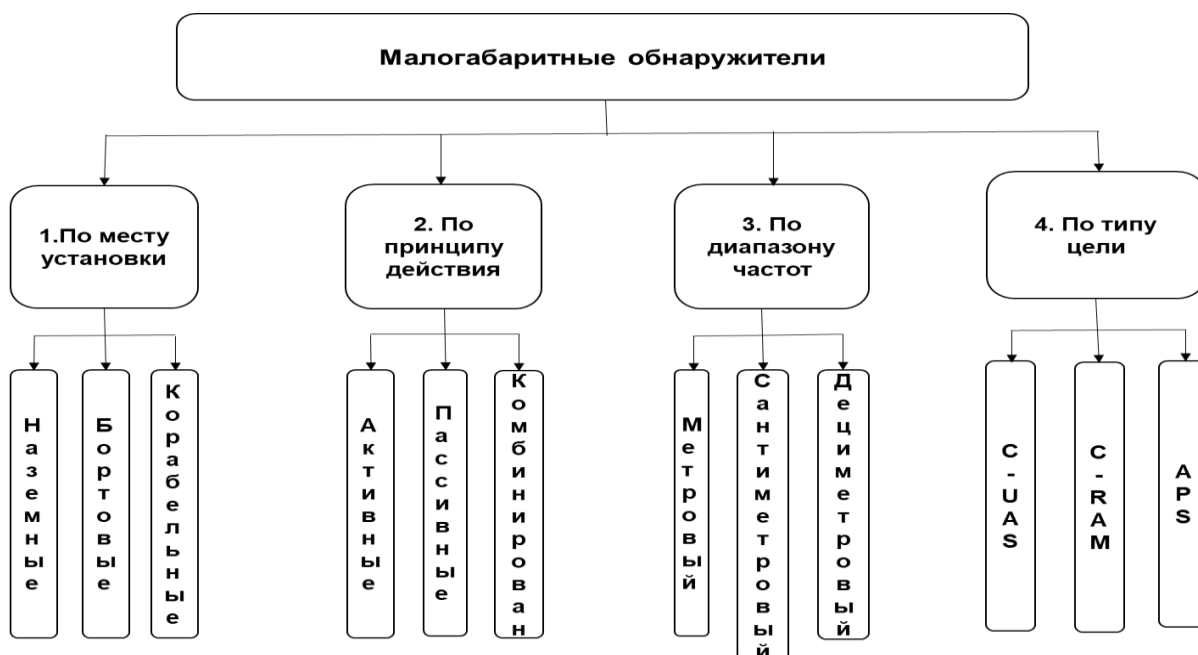 Малогабаритные обнаружители
1.По месту
установки
2. По
принципу
действия
3. По
диапазону
частот
4. По типу
цели
Наземные
Бортовые
Корабельные
Активные
Пассивные
Комбинирован
Метровый
Сантиметровый
Дециметровый
C-UAS
C-RAM
APS